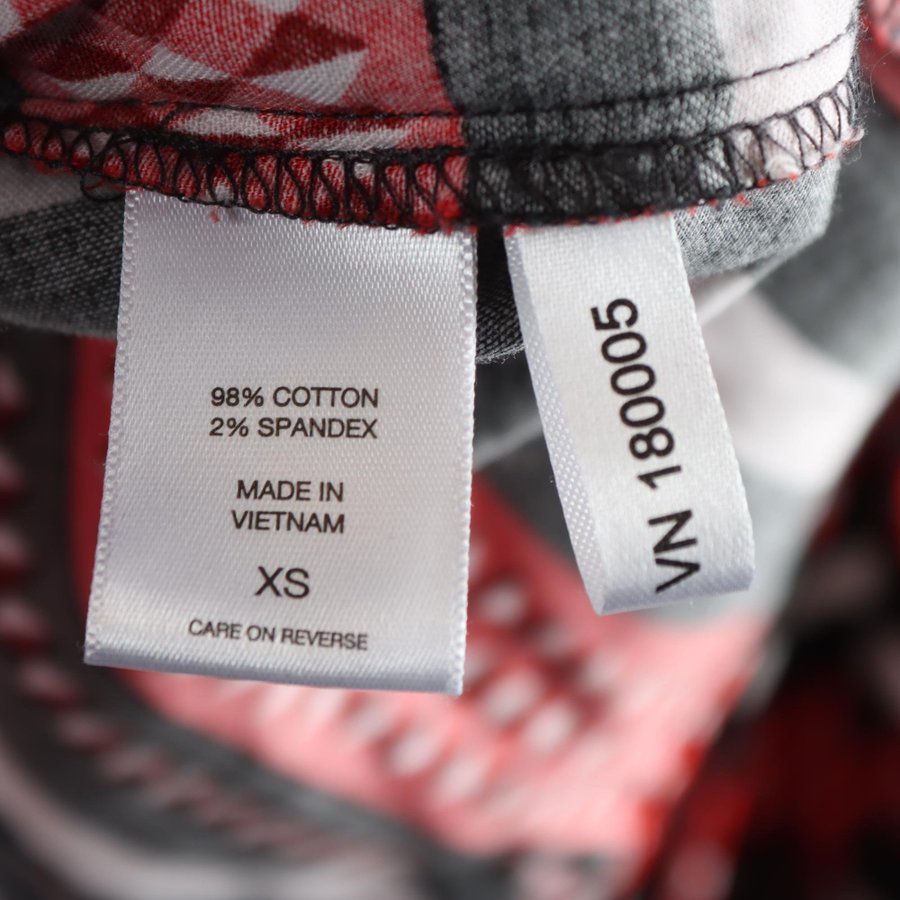 98% COTTON
2% SPANDEX
MADE IN
VIETNAM
XS
CARE ON REVERSE
VN 180005